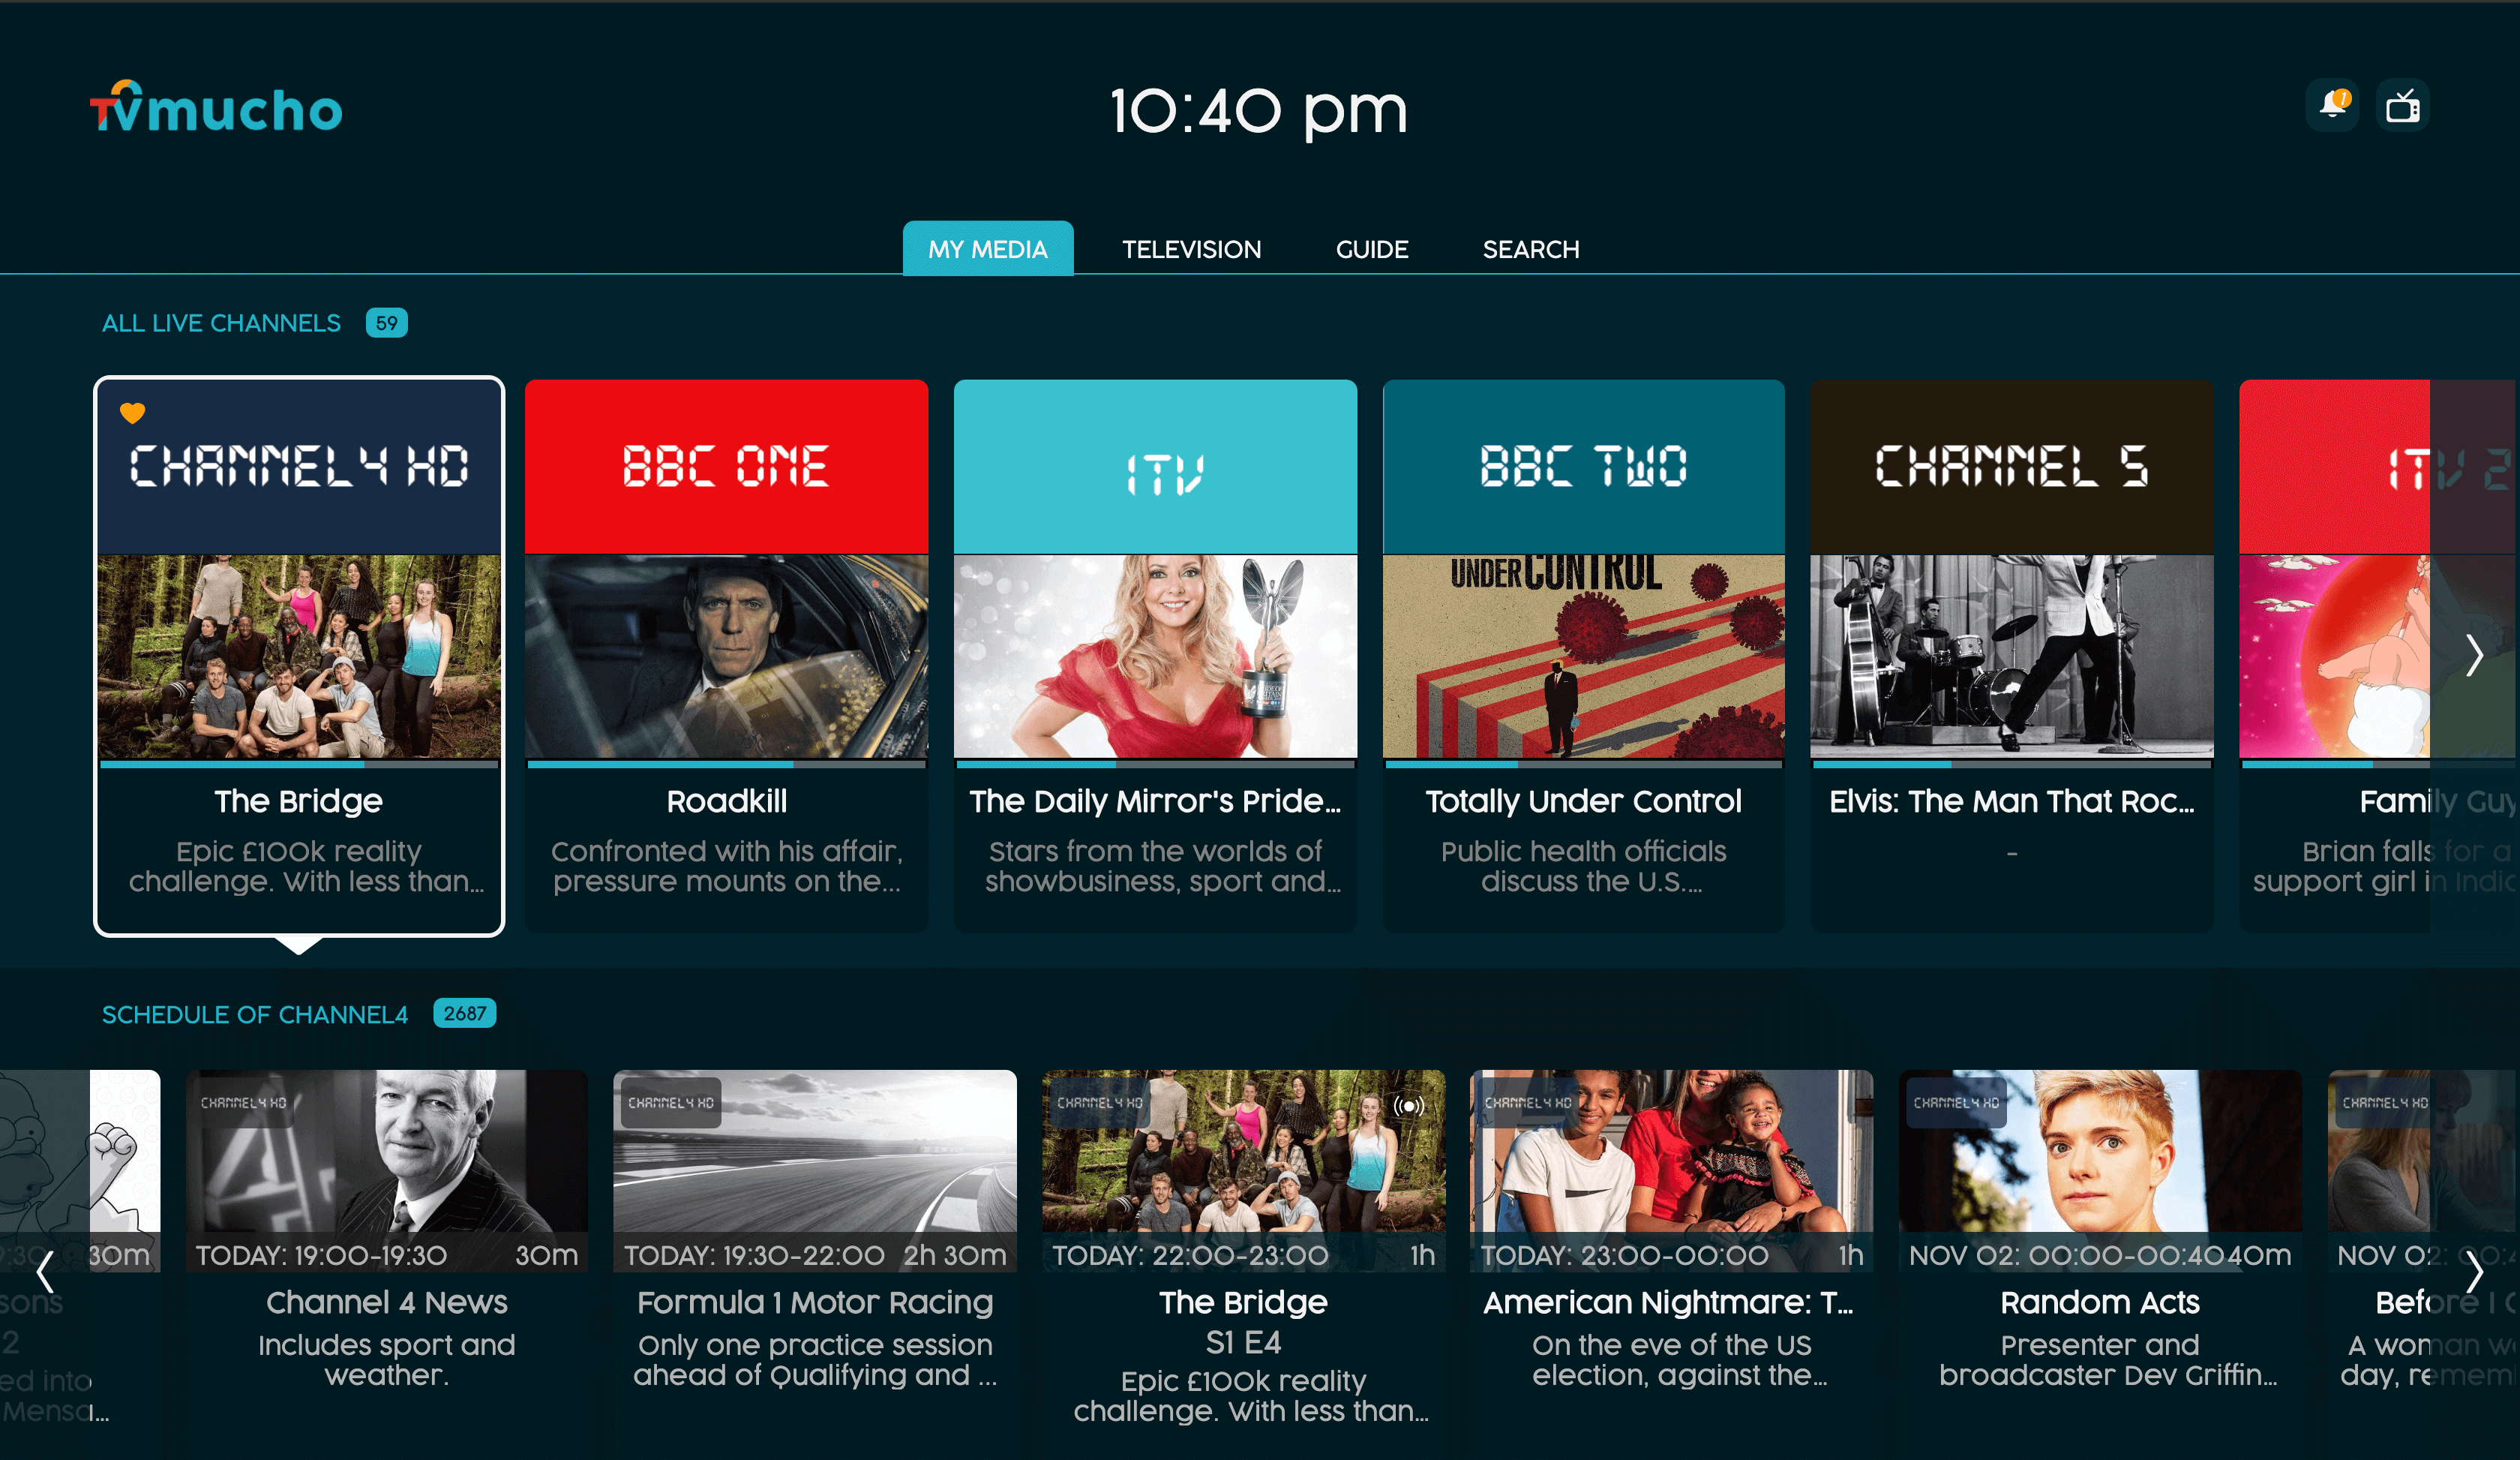 TVmucho
10:40 pm
1
MY MEDIA
TELEVISION
GUIDE
SEARCH
ALL LIVE CHANNELS 59
CHANNEL4 HD
BBC ONE
ITV
BBC TWO
CHANNEL 5
ITV 2
UNDER CONTROL
The Bridge
Epic £100k reality
challenge. With less than...
Roadkill
Confronted with his affair,
pressure mounts on the...
The Daily Mirror's Pride...
Stars from the worlds of
showbusiness, sport and...
Totally Under Control
Public health officials
discuss the U.S....
Elvis: The Man That Roc...
-
Family Guy
Brian falls for a
support girl in Indic
SCHEDULE OF CHANNEL4 2687
30m
sons
2
ed into
Mensa...
CHANNEL4 HD
TODAY: 19:00-19:30 30m
Channel 4 News
Includes sport and
weather.
CHANNEL4 HD
TODAY: 19:30-22:00 2h 30m
Formula 1 Motor Racing
Only one practice session
ahead of Qualifying and ...
CHANNEL4 HD
TODAY: 22:00-23:00 1h
The Bridge
S1 E4
Epic £100k reality
challenge. With less than...
CHANNEL4 HD
TODAY: 23:00-00:00 1h
American Nightmare: T...
On the eve of the US
election, against the...
CHANNEL4 HD
NOV 02: 00:00-00:4040m
Random Acts
Presenter and
broadcaster Dev Griffin...
CHANNEL4 HD
NOV 02:
Before I
A woman
day,